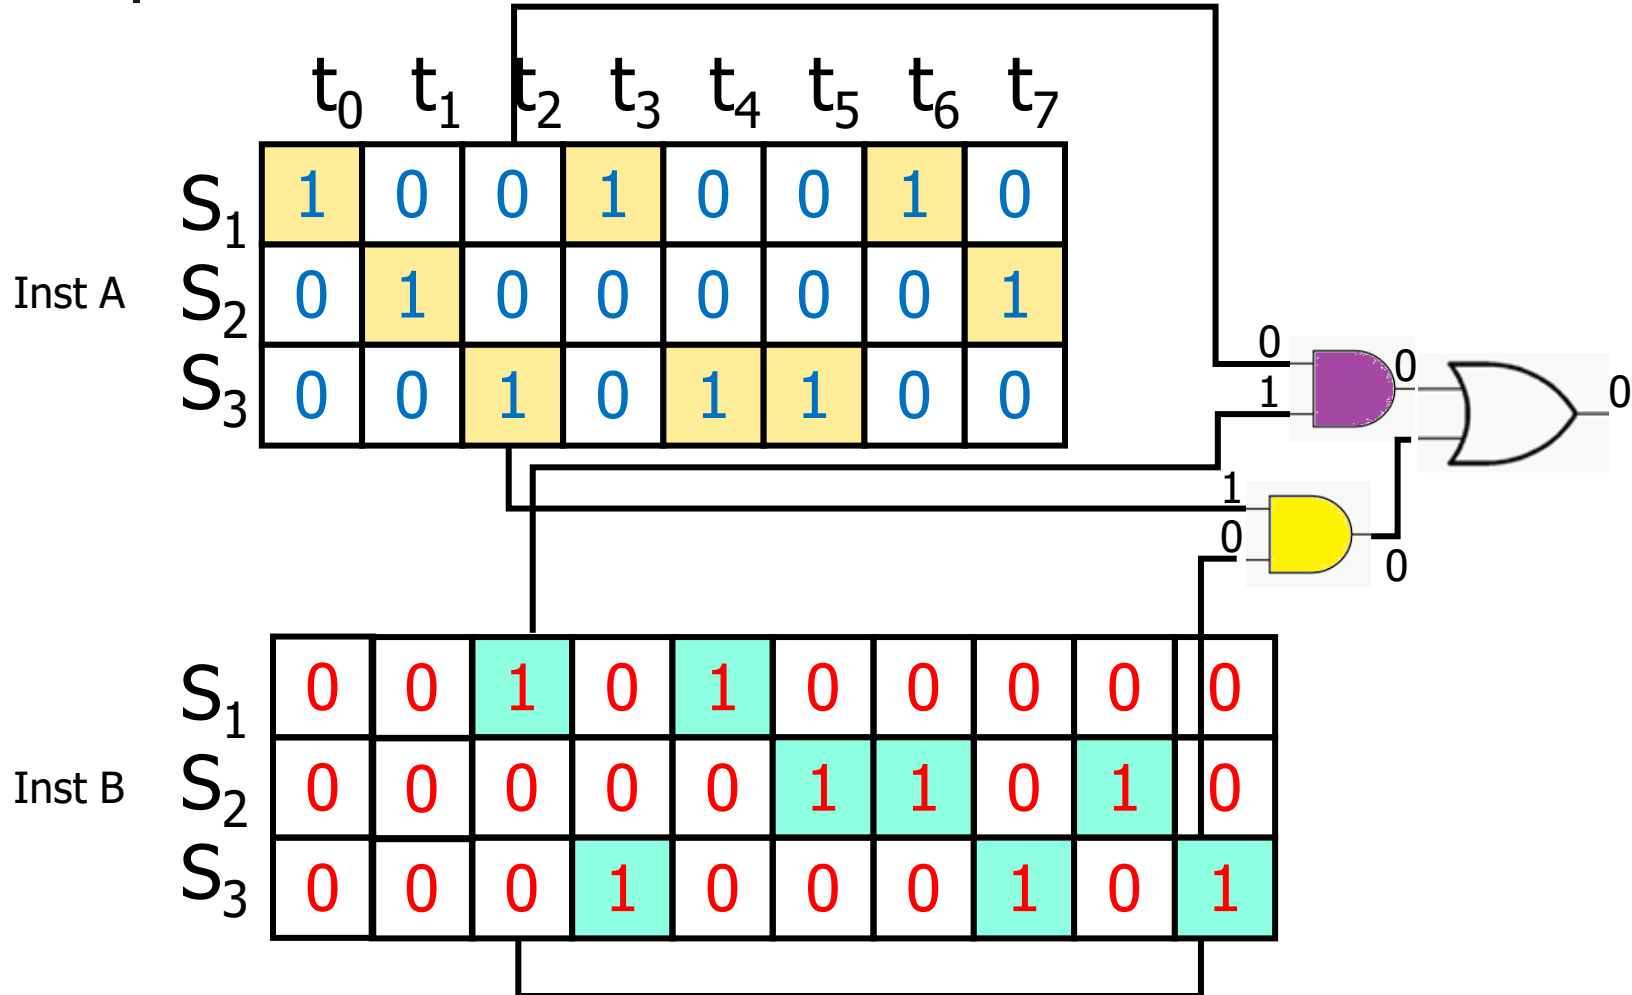 t0 t1 t2 t3 t4 t5 t6 t7
S1 1 0 0 1 0 0 1 0
Inst A S2 0 1 0 0 0 0 0 1
S3 0 0 1 0 1 1 0 0
0
1
0
0
1
0
0
S1 0 0 1 0 1 0 0 0 0 0
Inst B S2 0 0 0 0 0 1 1 0 1 0
S3 0 0 0 1 0 0 0 1 0 1